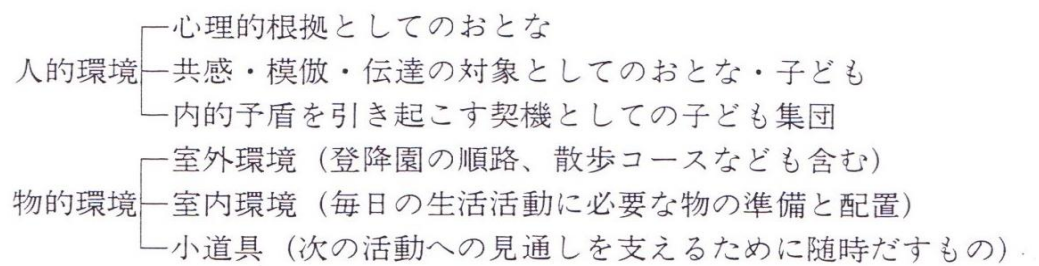 心理的根拠としてのおとな
人的環境 共感・模倣・伝達の対象としてのおとな・子ども
内的予盾を引き起こす契機としての子ども集団
室外環境（登降園の順路、散歩コースなども含む）
物的環境 室内環境（毎日の生活活動に必要な物の準備と配置）
小道具（次の活動への見通しを支えるために随時だすもの）